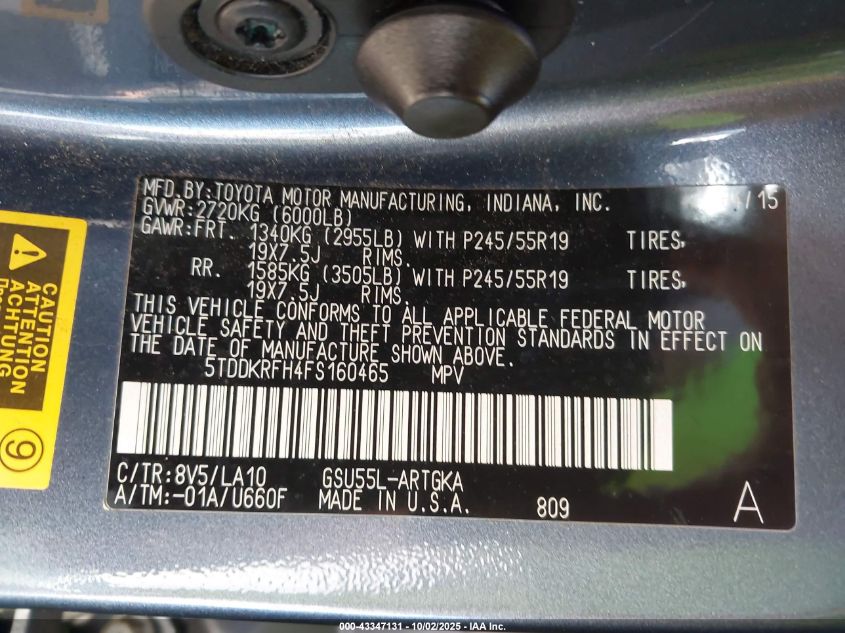 MFD.BY:TOYOTA MOTOR MANUFACTURING, INDIANA, INC. /15
GVWR:2720KG (6000LB)
GAWR:FRT. 1340KG (2955LB) WITH P245/55R19 TIRES,
19X7.5J RIMS.
RR. 1585KG (3505LB) WITH P245/55R19 TIRES,
19X7.5J RIMS.
THIS VEHICLE CONFORMS TO ALL APPLICABLE FEDERAL MOTOR
VEHICLE SAFETY AND THEFT PREVENTION STANDARDS IN EFFECT ON
THE DATE OF MANUFACTURE SHOWN ABOVE.
5TDDKRFH4FS160465 MPV
C/TR:8V5/LA10 GSU55L-ARTGKA
A/TM:-01A/U660F MADE IN U.S.A. 809 A
CAUTION
ATTENTION
ACHTUNG
9
000-43347131 - 10/02/2025 - IAA Inc.